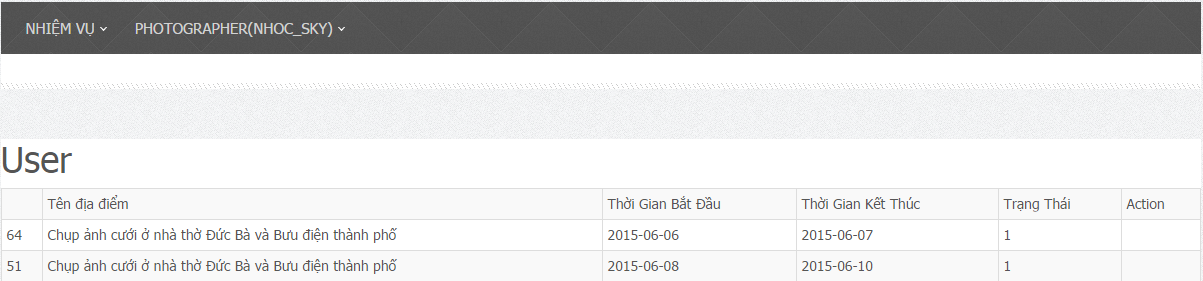 NHIỆM VỤ PHOTOGRAPHER(NHOC_SKY)
User
Tên địa điểm Thời Gian Bắt Đầu Thời Gian Kết Thúc Trạng Thái Action
64 Chụp ảnh cưới ở nhà thờ Đức Bà và Bưu điện thành phố 2015-06-06 2015-06-07 1
51 Chụp ảnh cưới ở nhà thờ Đức Bà và Bưu điện thành phố 2015-06-08 2015-06-10 1